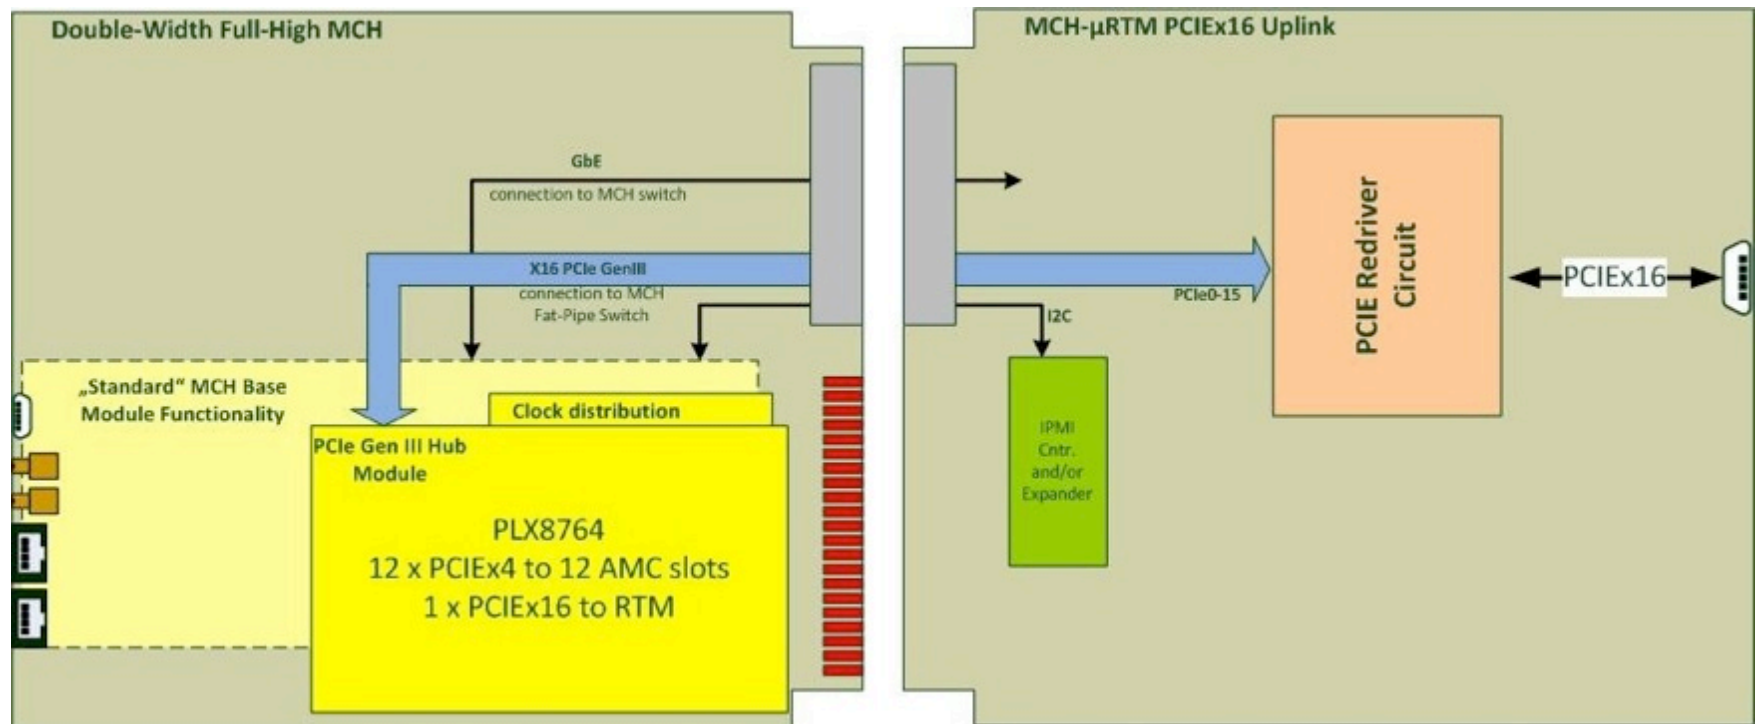 Double-Width Full-High MCH
GbE
connection to MCH switch
X16 PCIe GenIII
connection to MCH
Fat-Pipe Switch
„Standard“ MCH Base
Module Functionality
Clock distribution
PCIe Gen III Hub
Module
PLX8764
12 x PCIEx4 to 12 AMC slots
1 x PCIEx16 to RTM
MCH-µRTM PCIEx16 Uplink
PCIe0-15
I2C
IPMI
Cntr.
and/or
Expander
PCIE Redriver
Circuit
PCIEx16